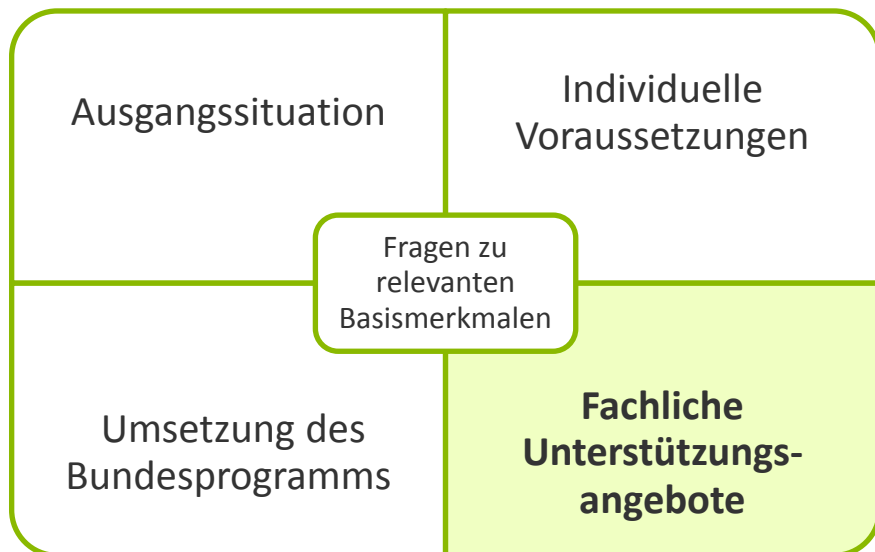 Ausgangssituation
Individuelle
Voraussetzungen
Fragen zu
relevanten
Basismerkmalen
Umsetzung des
Bundesprogramms
Fachliche
Unterstützungs-
angebote